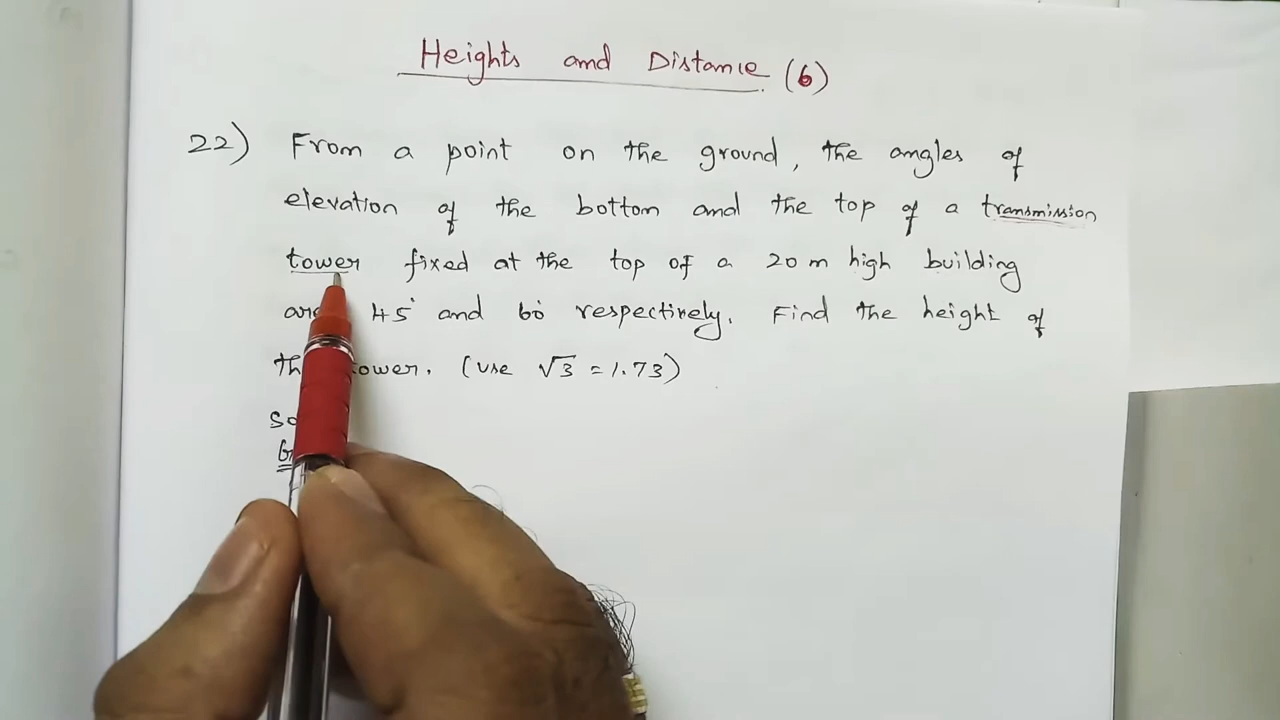 Heights and Distance (6)
22) From a point on the ground, the angles of
elevation of the bottom and the top of a transmission
tower fixed at the top of a 20 m high building
45° and 60° respectively. Find the height of
tower. (use √3 = 1.73)